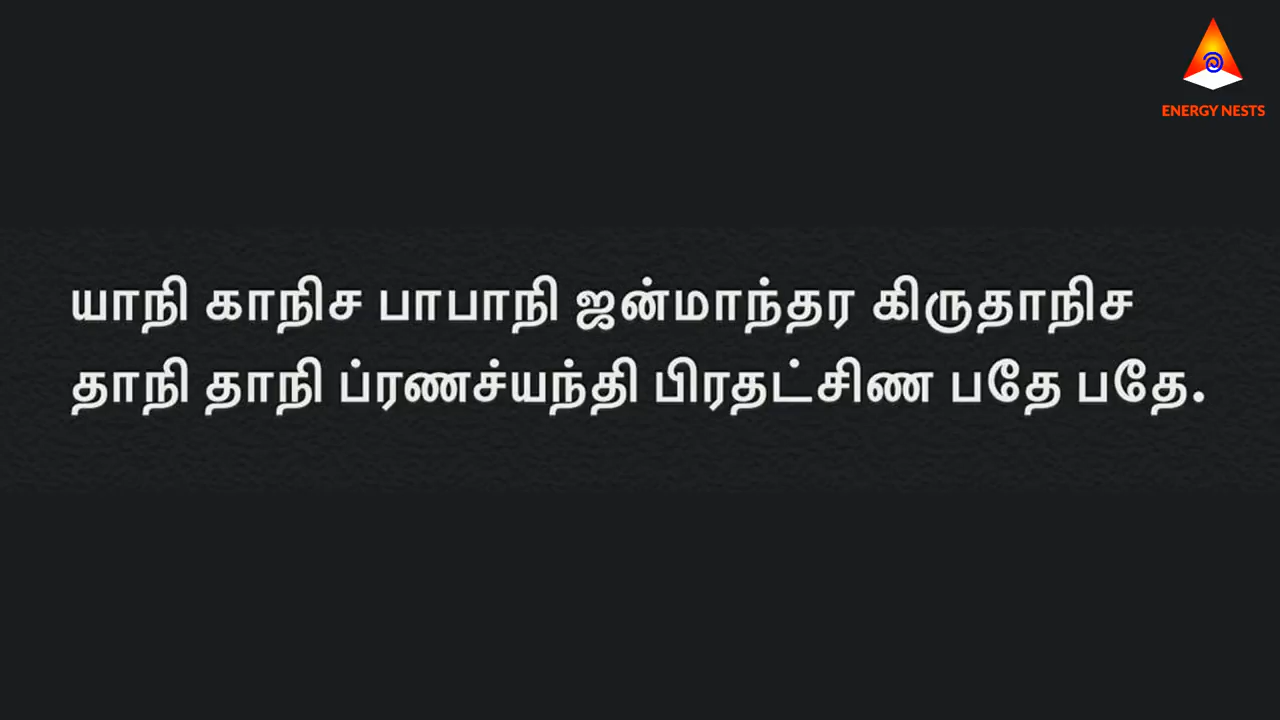 ENERGY NESTS
யாநி காநிச பாபாநி ஜன்மாந்தர கிருதாநிச
தாநி தாநி ப்ரணச்யந்தி பிரதட்சிண பதே பதே.